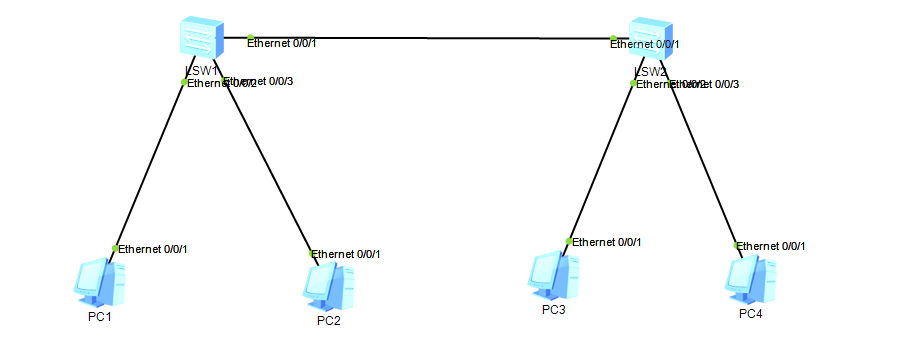 Ethernet 0/0/1
Ethernet 0/0/1
LSW1
LSW2
Ethernet 0/0/2
Ethernet 0/0/3
Ethernet 0/0/2
Ethernet 0/0/3
Ethernet 0/0/1
Ethernet 0/0/1
Ethernet 0/0/1
Ethernet 0/0/1
PC1
PC2
PC3
PC4